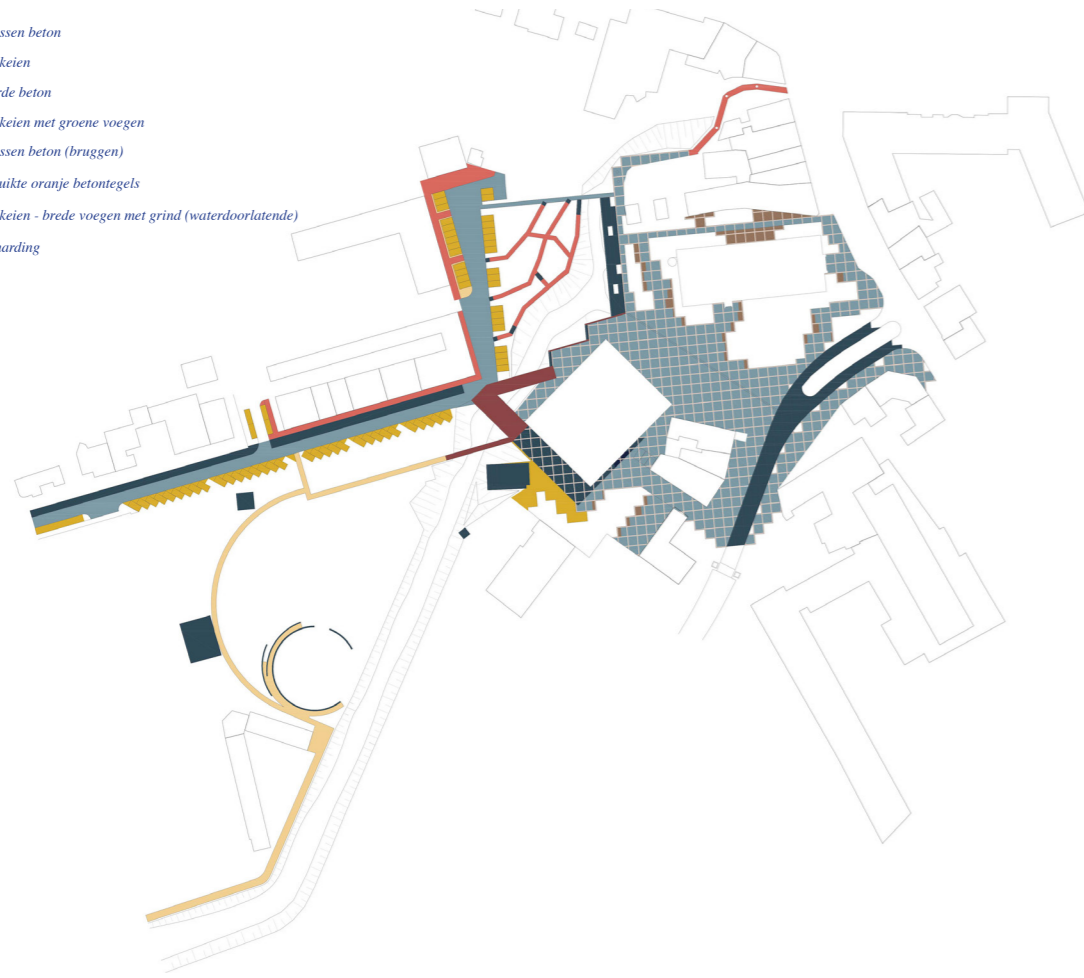 ssen beton
keien
rde beton
keien met groene voegen
ssen beton (bruggen)
uikte oranje betontegels
keien - brede voegen met grind (waterdoorlatende)
arding